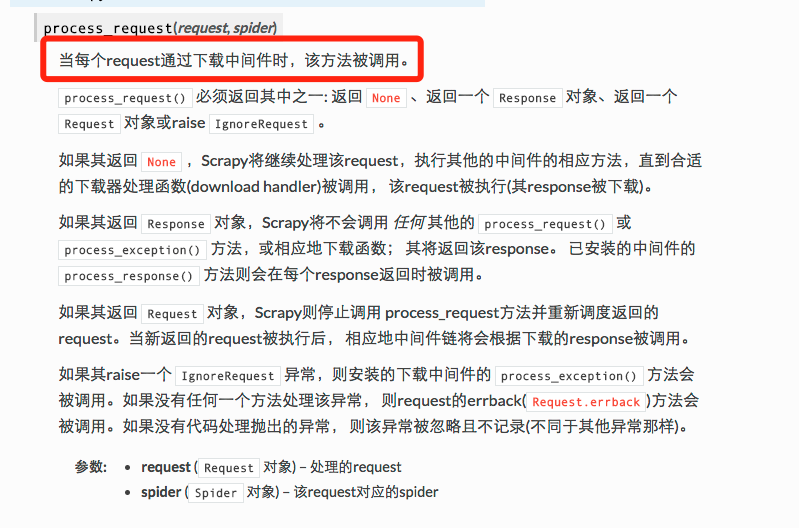 process_request(request, spider)
当每个request通过下载中间件时，该方法被调用。
process_request() 必须返回其中之一: 返回 None 、返回一个 Response 对象、返回一个
Request 对象或raise IgnoreRequest 。
如果其返回 None ，Scrapy将继续处理该request，执行其他的中间件的相应方法，直到合适
的下载器处理函数(download handler)被调用， 该request被执行(其response被下载)。
如果其返回 Response 对象，Scrapy将不会调用 任何 其他的 process_request() 或
process_exception() 方法，或相应地下载函数； 其将返回该response。 已安装的中间件的
process_response() 方法则会在每个response返回时被调用。
如果其返回 Request 对象，Scrapy则停止调用 process_request方法并重新调度返回的
request。当新返回的request被执行后， 相应地中间件链将会根据下载的response被调用。
如果其raise一个 IgnoreRequest 异常，则安装的下载中间件的 process_exception() 方法会
被调用。如果没有任何一个方法处理该异常， 则request的errback(Request.errback)方法会
被调用。如果没有代码处理抛出的异常， 则该异常被忽略且不记录(不同于其他异常那样)。
参数: • request (Request 对象) – 处理的request
• spider (Spider 对象) – 该request对应的spider